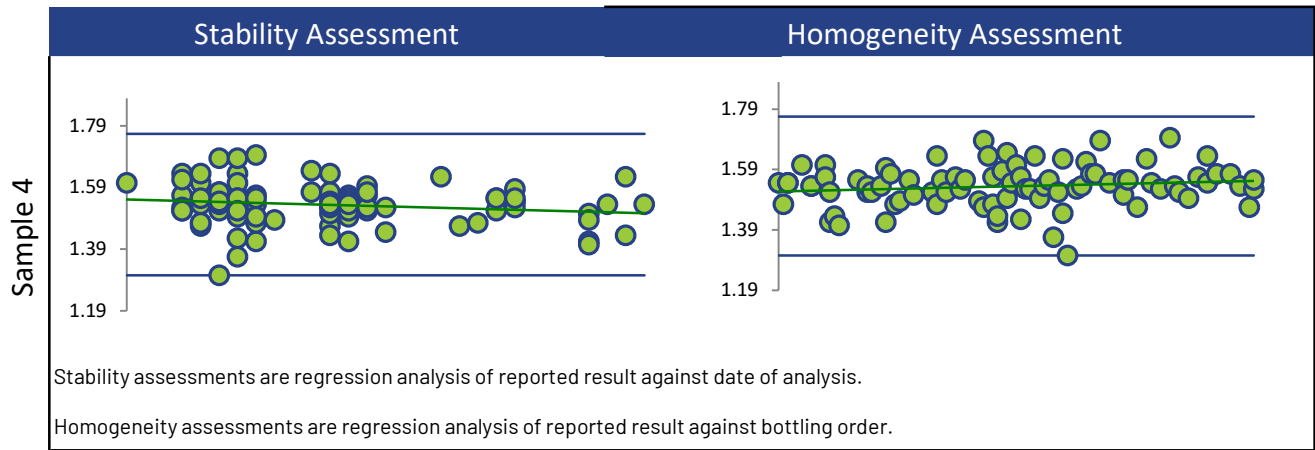 Stability Assessment
Homogeneity Assessment
Sample 4
1.79
1.59
1.39
1.19
1.79
1.59
1.39
1.19
Stability assessments are regression analysis of reported result against date of analysis.
Homogeneity assessments are regression analysis of reported result against bottling order.